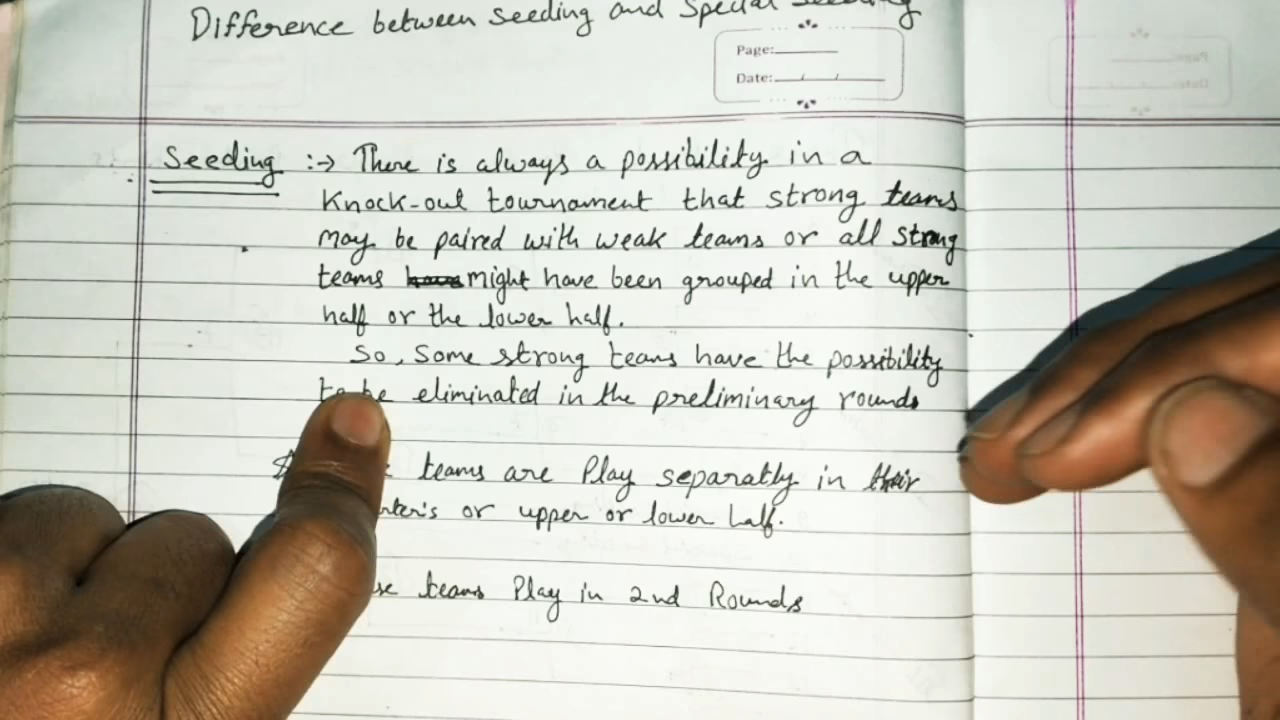 Difference between Seeding and Special Seeding
Page:
Date:
Seeding :→ There is always a possibility in a
Knock-out tournament that strong teams
may be paired with weak teams or all strong
teams might have been grouped in the upper
half or the lower half.
So, Some strong teams have the possibility
to be eliminated in the preliminary rounds
teams are Play separatly in their
or upper or lower half.
teams Play in 2nd Rounds